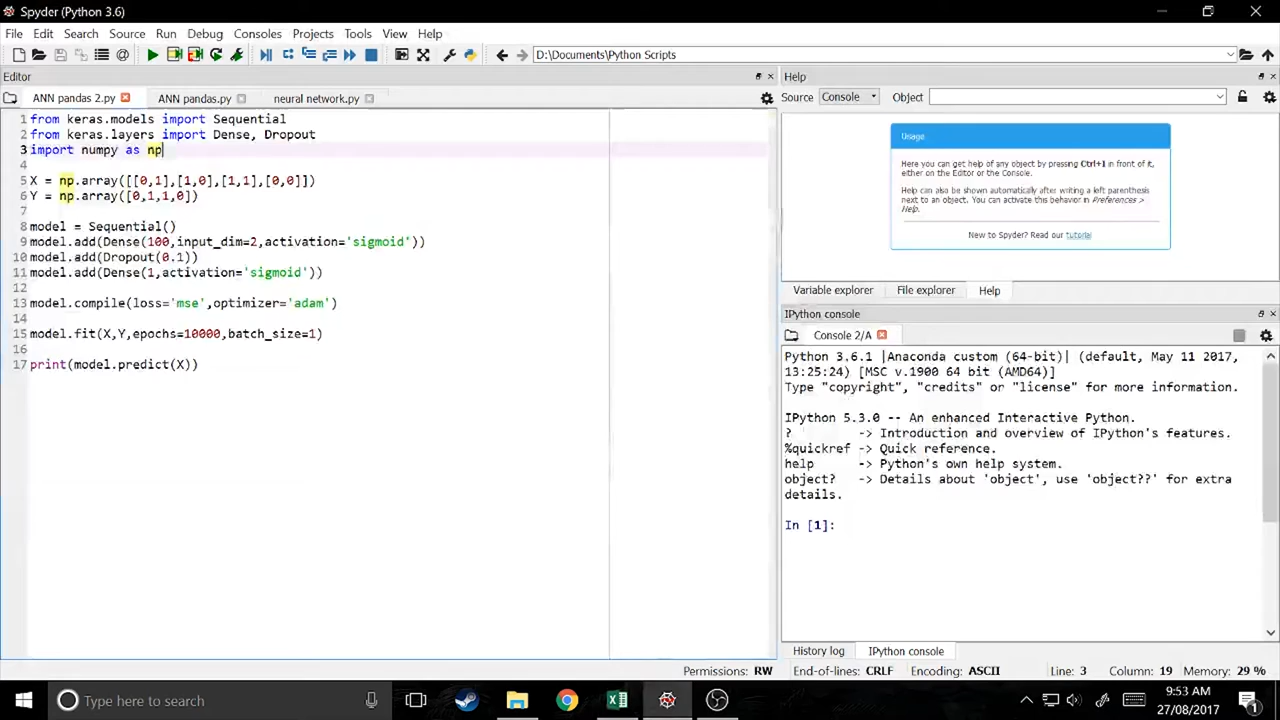 Spyder (Python 3.6)
File Edit Search Source Run Debug Consoles Projects Tools View Help
D:\Documents\Python Scripts
Editor
ANN pandas 2.py ANN pandas.py neural network.py
1 from keras.models import Sequential
2 from keras.layers import Dense, Dropout
3 import numpy as np
4
5 X = np.array([[0,1],[1,0],[1,1],[0,0]])
6 Y = np.array([0,1,1,0])
7
8 model = Sequential()
9 model.add(Dense(100,input_dim=2,activation='sigmoid'))
10 model.add(Dropout(0.1))
11 model.add(Dense(1,activation='sigmoid'))
12
13 model.compile(loss='mse',optimizer='adam')
14
15 model.fit(X,Y,epochs=10000,batch_size=1)
16
17 print(model.predict(X))
Help
Source Console Object
Usage
Here you can get help of any object by pressing Ctrl+I in front of it,
either on the Editor or the Console.
Help can also be shown automatically after writing a left parenthesis
next to an object. You can activate this behavior in Preferences >
Help.
New to Spyder? Read our tutorial
Variable explorer File explorer Help
IPython console
Console 2/A
Python 3.6.1 |Anaconda custom (64-bit)| (default, May 11 2017,
13:25:24) [MSC v.1900 64 bit (AMD64)]
Type "copyright", "credits" or "license" for more information.
IPython 5.3.0 -- An enhanced Interactive Python.
? -> Introduction and overview of IPython's features.
%quickref -> Quick reference.
help -> Python's own help system.
object? -> Details about 'object', use 'object??' for extra
details.
In [1]:
History log IPython console
Permissions: RW End-of-lines: CRLF Encoding: ASCII Line: 3 Column: 19 Memory: 29 %
Type here to search
9:53 AM
27/08/2017
1